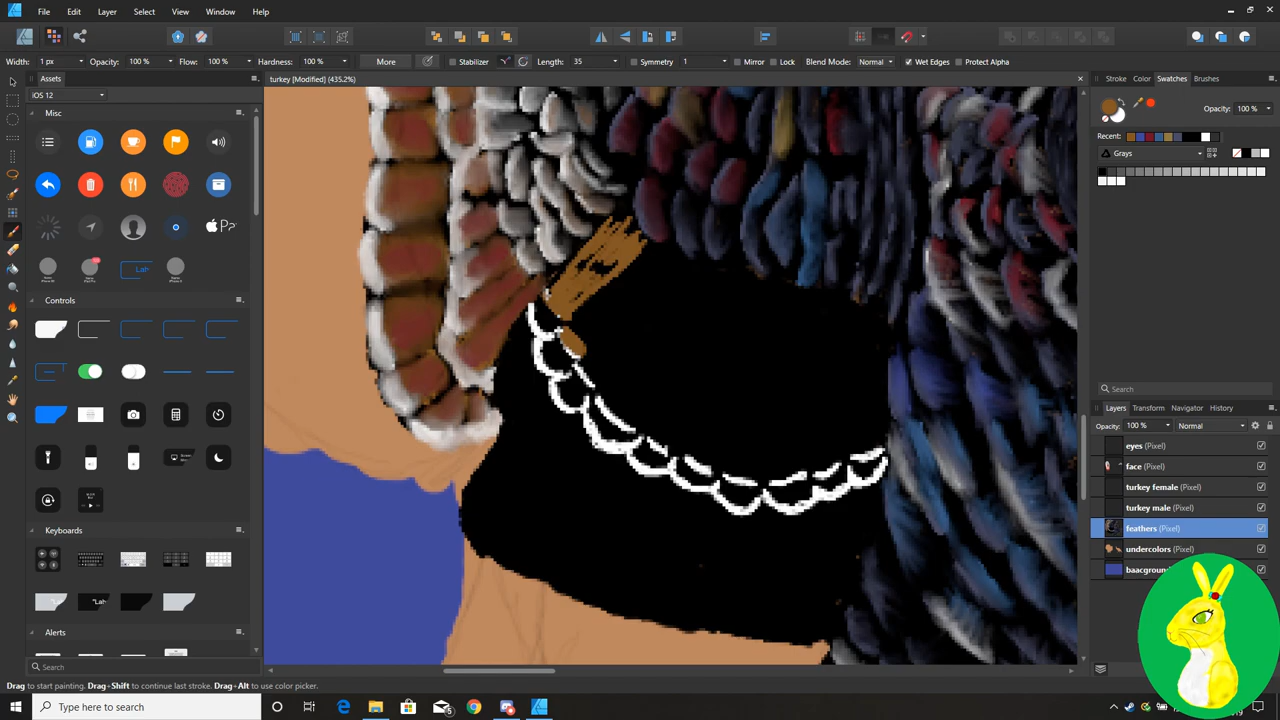 File Edit Layer Select View Window Help
Width: 1 px Opacity: 100 % Flow: 100 % Hardness: 100 % More Stabilizer Length: 35 Symmetry 1 Mirror Lock Blend Mode: Normal Wet Edges Protect Alpha
Assets
turkey [Modified] (435.2%)
Stroke Color Swatches Brushes
iOS 12
Misc
Opacity: 100 %
Recent:
Grays
Controls
Search
Layers Transform Navigator History
Opacity: 100 % Normal
eyes (Pixel)
face (Pixel)
turkey female (Pixel)
turkey male (Pixel)
feathers (Pixel)
undercolors (Pixel)
Keyboards
Alerts
Search
Drag to start painting. Drag+Shift to continue last stroke. Drag+Alt to use color picker.
Type here to search